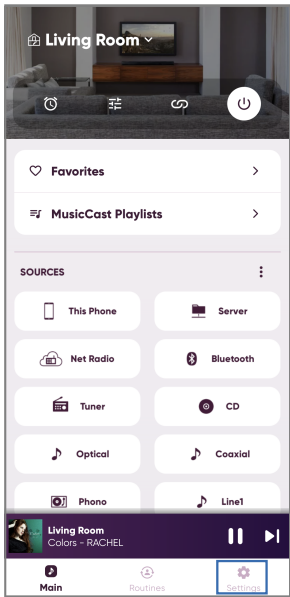 Living Room
Favorites
MusicCast Playlists
SOURCES
This Phone
Server
Net Radio
Bluetooth
Tuner
CD
Optical
Coaxial
Phono
Line1
Living Room
Colors - RACHEL
Main
Routines
Settings